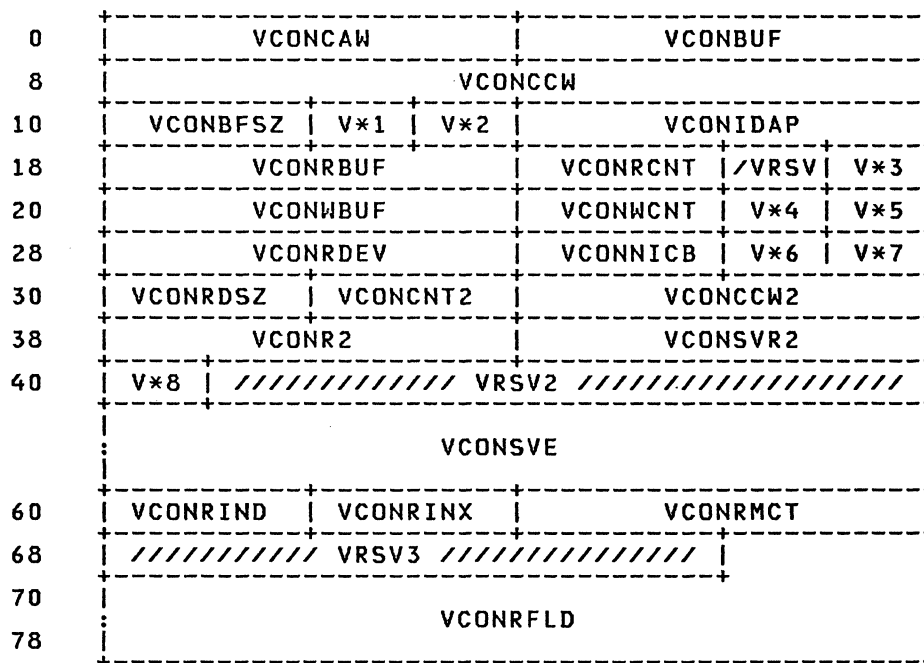 0 VCONCAW VCONBUF
8 VCONCCW
10 VCONBFSZ V*1 V*2 VCONIDAP
18 VCONRBUF VCONRCNT /VRSV V*3
20 VCONWBUF VCONWCNT V*4 V*5
28 VCONRDEV VCONNICB V*6 V*7
30 VCONRDSZ VCONCNT2 VCONCCW2
38 VCONR2 VCONSVR2
40 V*8 ///////////// VRSV2 ////////////////////
VCONSVE
60 VCONRIND VCONRINX VCONRMCT
68 /////////// VRSV3 ///////////////
70
VCONRFLD
78